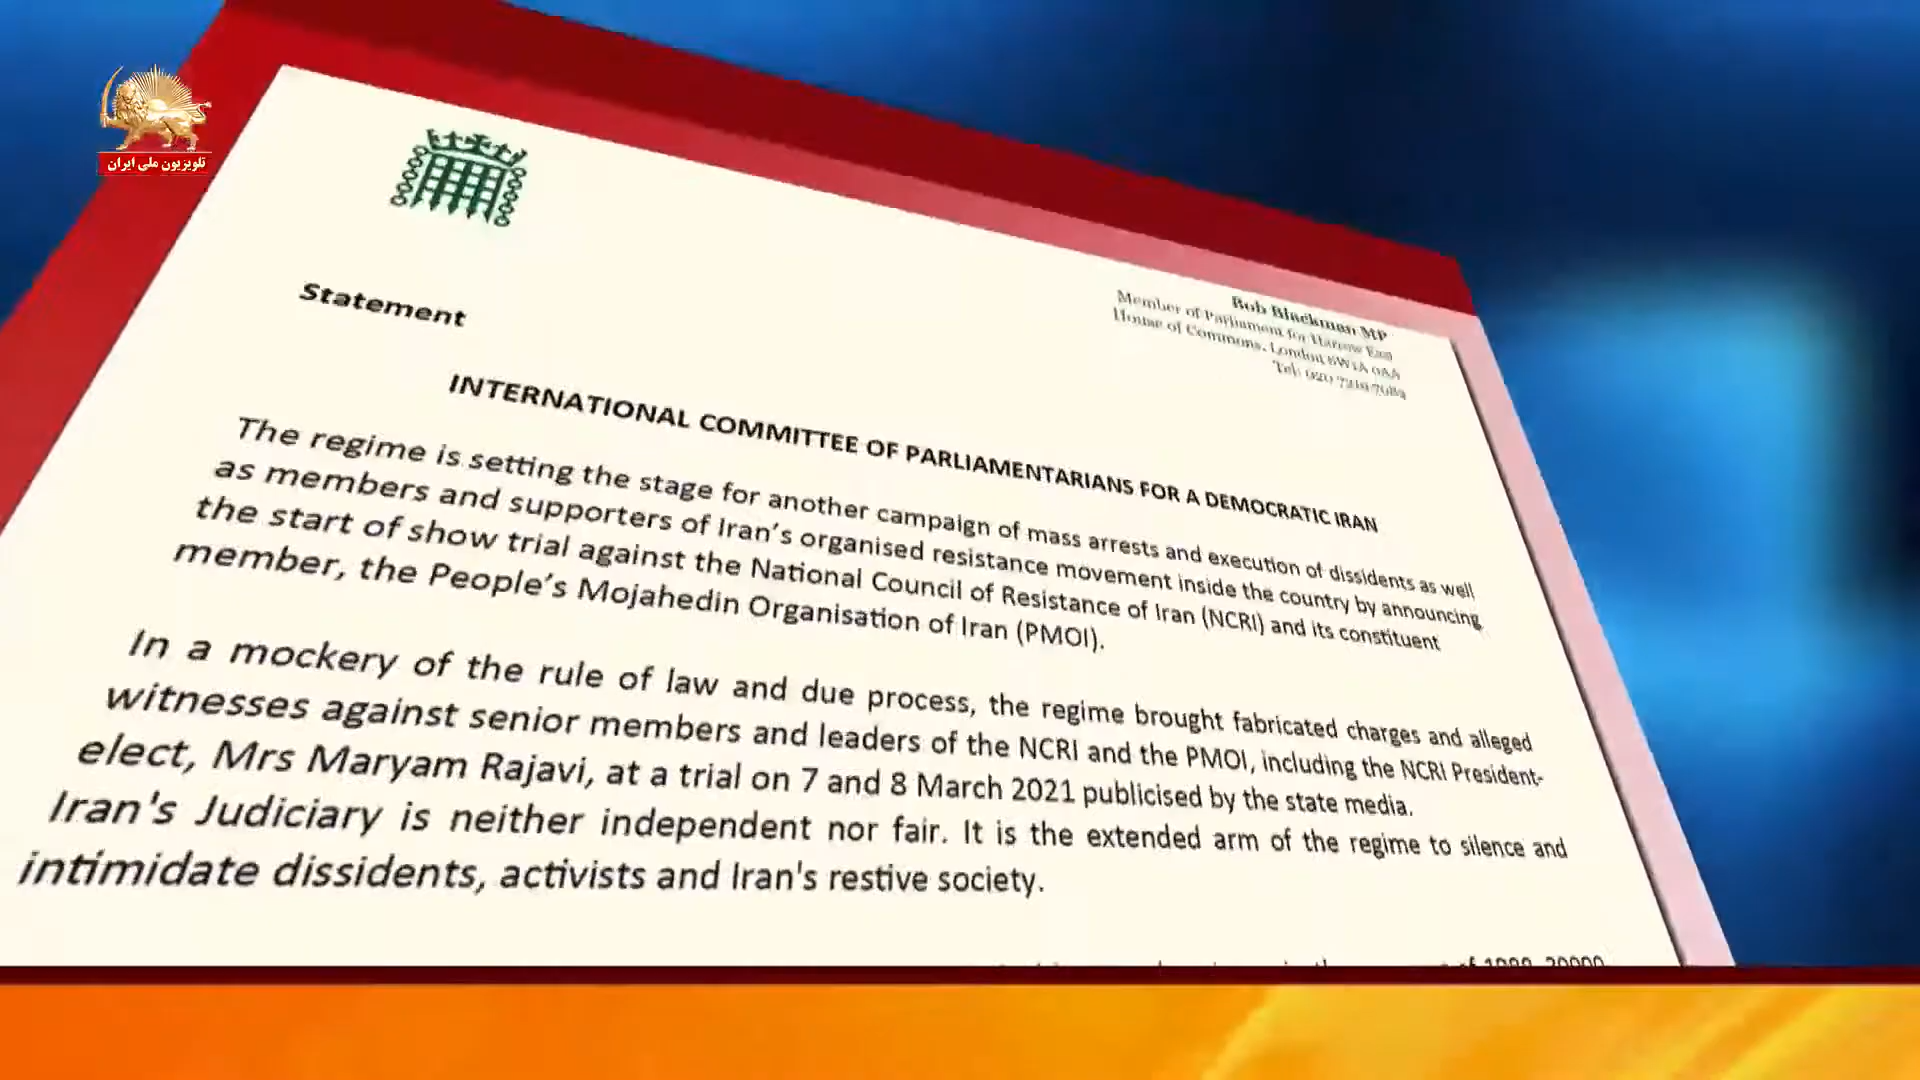 تلویزیون ملی ایران
Statement
Bob Blackman MP
Member of Parliament for Harrow East
House of Commons, London SW1A 0AA
Tel: 020 7219 7082
INTERNATIONAL COMMITTEE OF PARLIAMENTARIANS FOR A DEMOCRATIC IRAN
The regime is setting the stage for another campaign of mass arrests and execution of dissidents as well
as members and supporters of Iran's organised resistance movement inside the country by announcing
the start of show trial against the National Council of Resistance of Iran (NCRI) and its constituent
member, the People's Mojahedin Organisation of Iran (PMOI).
In a mockery of the rule of law and due process, the regime brought fabricated charges and alleged
witnesses against senior members and leaders of the NCRI and the PMOI, including the NCRI President-
elect, Mrs Maryam Rajavi, at a trial on 7 and 8 March 2021 publicised by the state media.
Iran's Judiciary is neither independent nor fair. It is the extended arm of the regime to silence and
intimidate dissidents, activists and Iran's restive society.